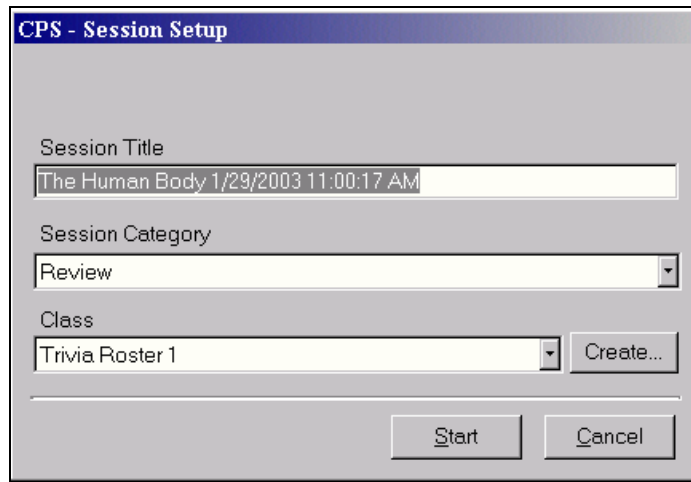 CPS - Session Setup
Session Title
The Human Body 1/29/2003 11:00:17 AM
Session Category
Review
Class
Trivia Roster 1
Create...
Start
Cancel